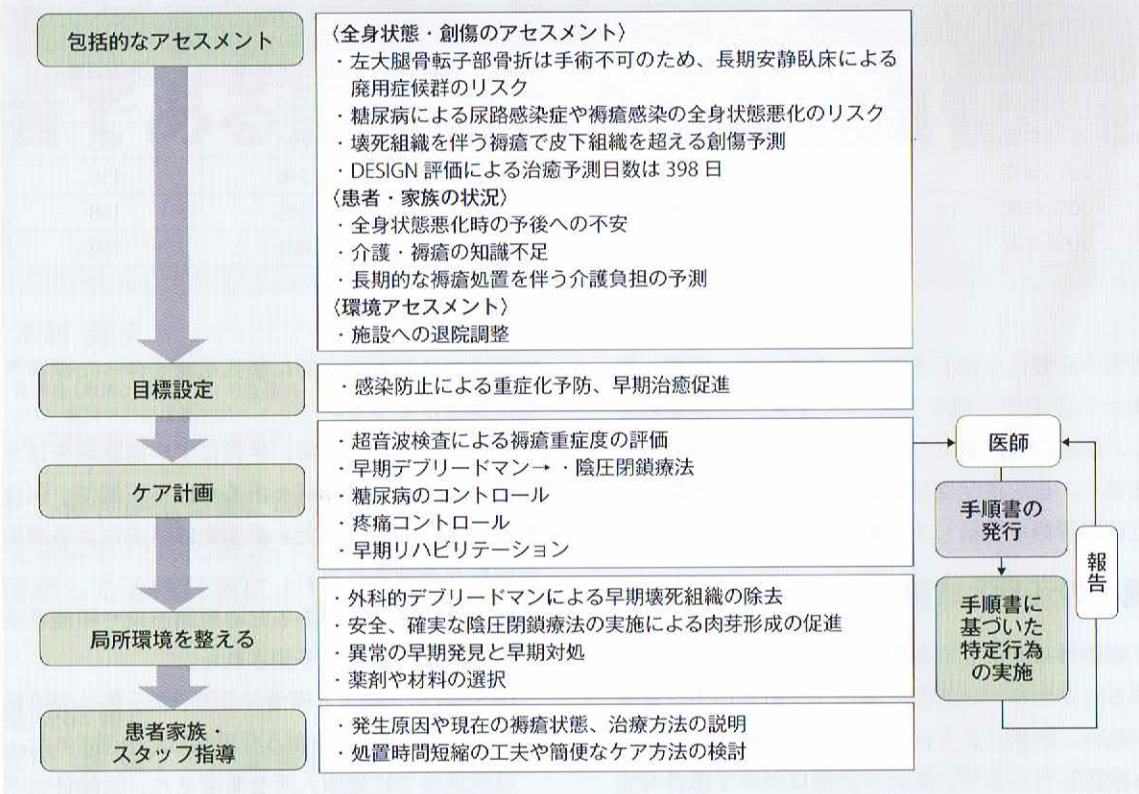 包括的なアセスメント
〈全身状態・創傷のアセスメント〉
・左大腿骨転子部骨折は手術不可のため、長期安静臥床による
廃用症候群のリスク
・糖尿病による尿路感染症や褥瘡感染の全身状態悪化のリスク
・壊死組織を伴う褥瘡で皮下組織を超える創傷予測
・DESIGN 評価による治癒予測日数は 398 日
〈患者・家族の状況〉
・全身状態悪化時の予後への不安
・介護・褥瘡の知識不足
・長期的な褥瘡処置を伴う介護負担の予測
〈環境アセスメント〉
・施設への退院調整
目標設定
・感染防止による重症化予防、早期治癒促進
ケア計画
・超音波検査による褥瘡重症度の評価
・早期デブリードマン→ ・陰圧閉鎖療法
・糖尿病のコントロール
・疼痛コントロール
・早期リハビリテーション
医師
手順書の
発行
手順書に
基づいた
特定行為
の実施
報告
局所環境を整える
・外科的デブリードマンによる早期壊死組織の除去
・安全、確実な陰圧閉鎖療法の実施による肉芽形成の促進
・異常の早期発見と早期対処
・薬剤や材料の選択
患者家族・
スタッフ指導
・発生原因や現在の褥瘡状態、治療方法の説明
・処置時間短縮の工夫や簡便なケア方法の検討